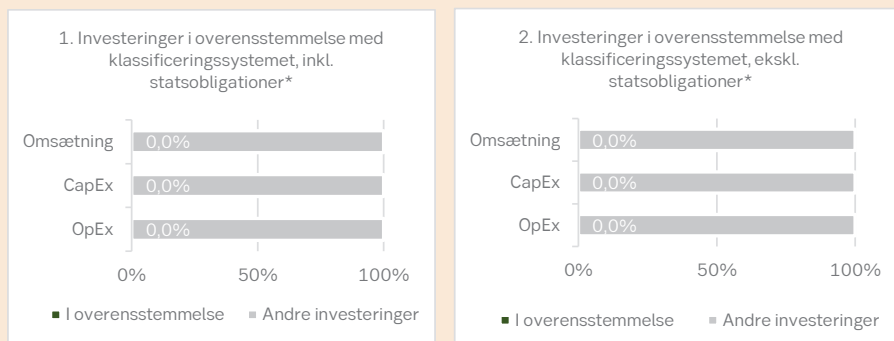 1. Investeringer i overensstemmelse med
klassificeringssystemet, inkl.
statsobligationer*
Omsætning
0,0%
CapEx
0,0%
OpEx
0,0%
0%
50%
100%
I overensstemmelse
Andre investeringer
2. Investeringer i overensstemmelse med
klassificeringssystemet, ekskl.
statsobligationer*
Omsætning
0,0%
CapEx
0,0%
OpEx
0,0%
0%
50%
100%
I overensstemmelse
Andre investeringer